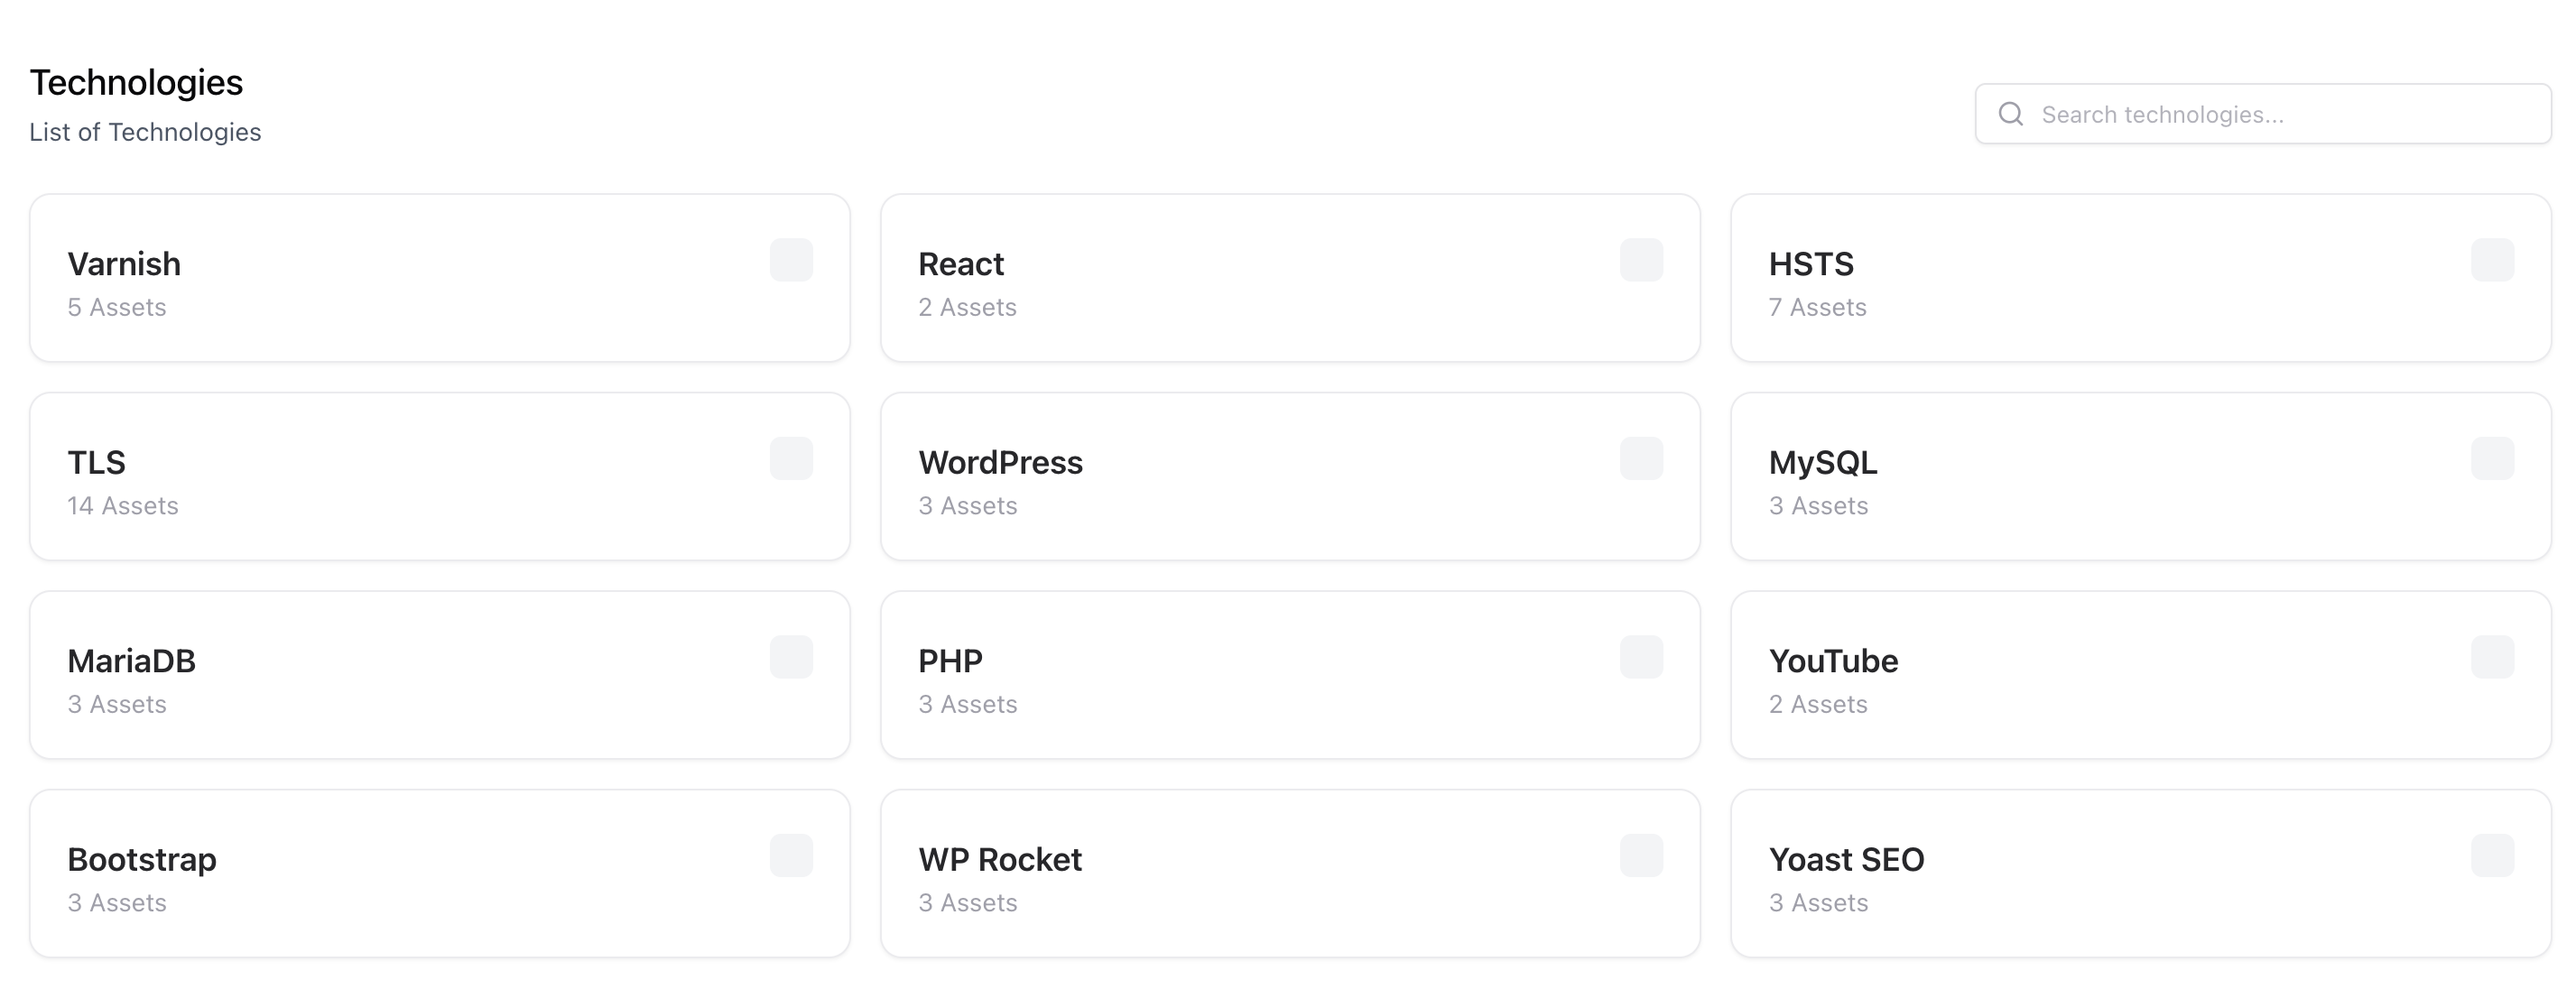 Technologies
List of Technologies
Search technologies...
Varnish
5 Assets
React
2 Assets
HSTS
7 Assets
TLS
14 Assets
WordPress
3 Assets
MySQL
3 Assets
MariaDB
3 Assets
PHP
3 Assets
YouTube
2 Assets
Bootstrap
3 Assets
WP Rocket
3 Assets
Yoast SEO
3 Assets